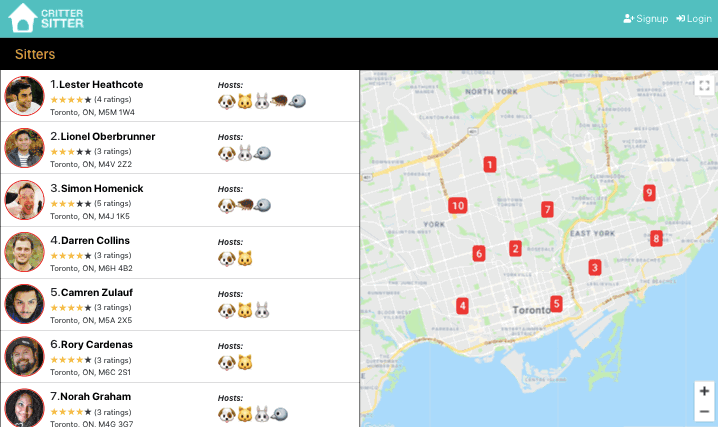 CRITTER
SITTER
Signup
Login
Sitters
1.Lester Heathcote
(4 ratings)
Toronto, ON, M5M 1W4
Hosts:
2.Lionel Oberbrunner
(3 ratings)
Toronto, ON, M4V 2Z2
Hosts:
3.Simon Homenick
(5 ratings)
Toronto, ON, M4J 1K5
Hosts:
4.Darren Collins
(3 ratings)
Toronto, ON, M6H 4B2
Hosts:
5.Camren Zulauf
(3 ratings)
Toronto, ON, M5A 2X5
Hosts:
6.Rory Cardenas
(3 ratings)
Toronto, ON, M6C 2S1
Hosts:
7.Norah Graham
(3 ratings)
Toronto, ON, M4G 3G7
Hosts:
NORTH YORK
1
9
10
7
YORK
EAST YORK
8
2
6
3
4
5
Toronto
+
−